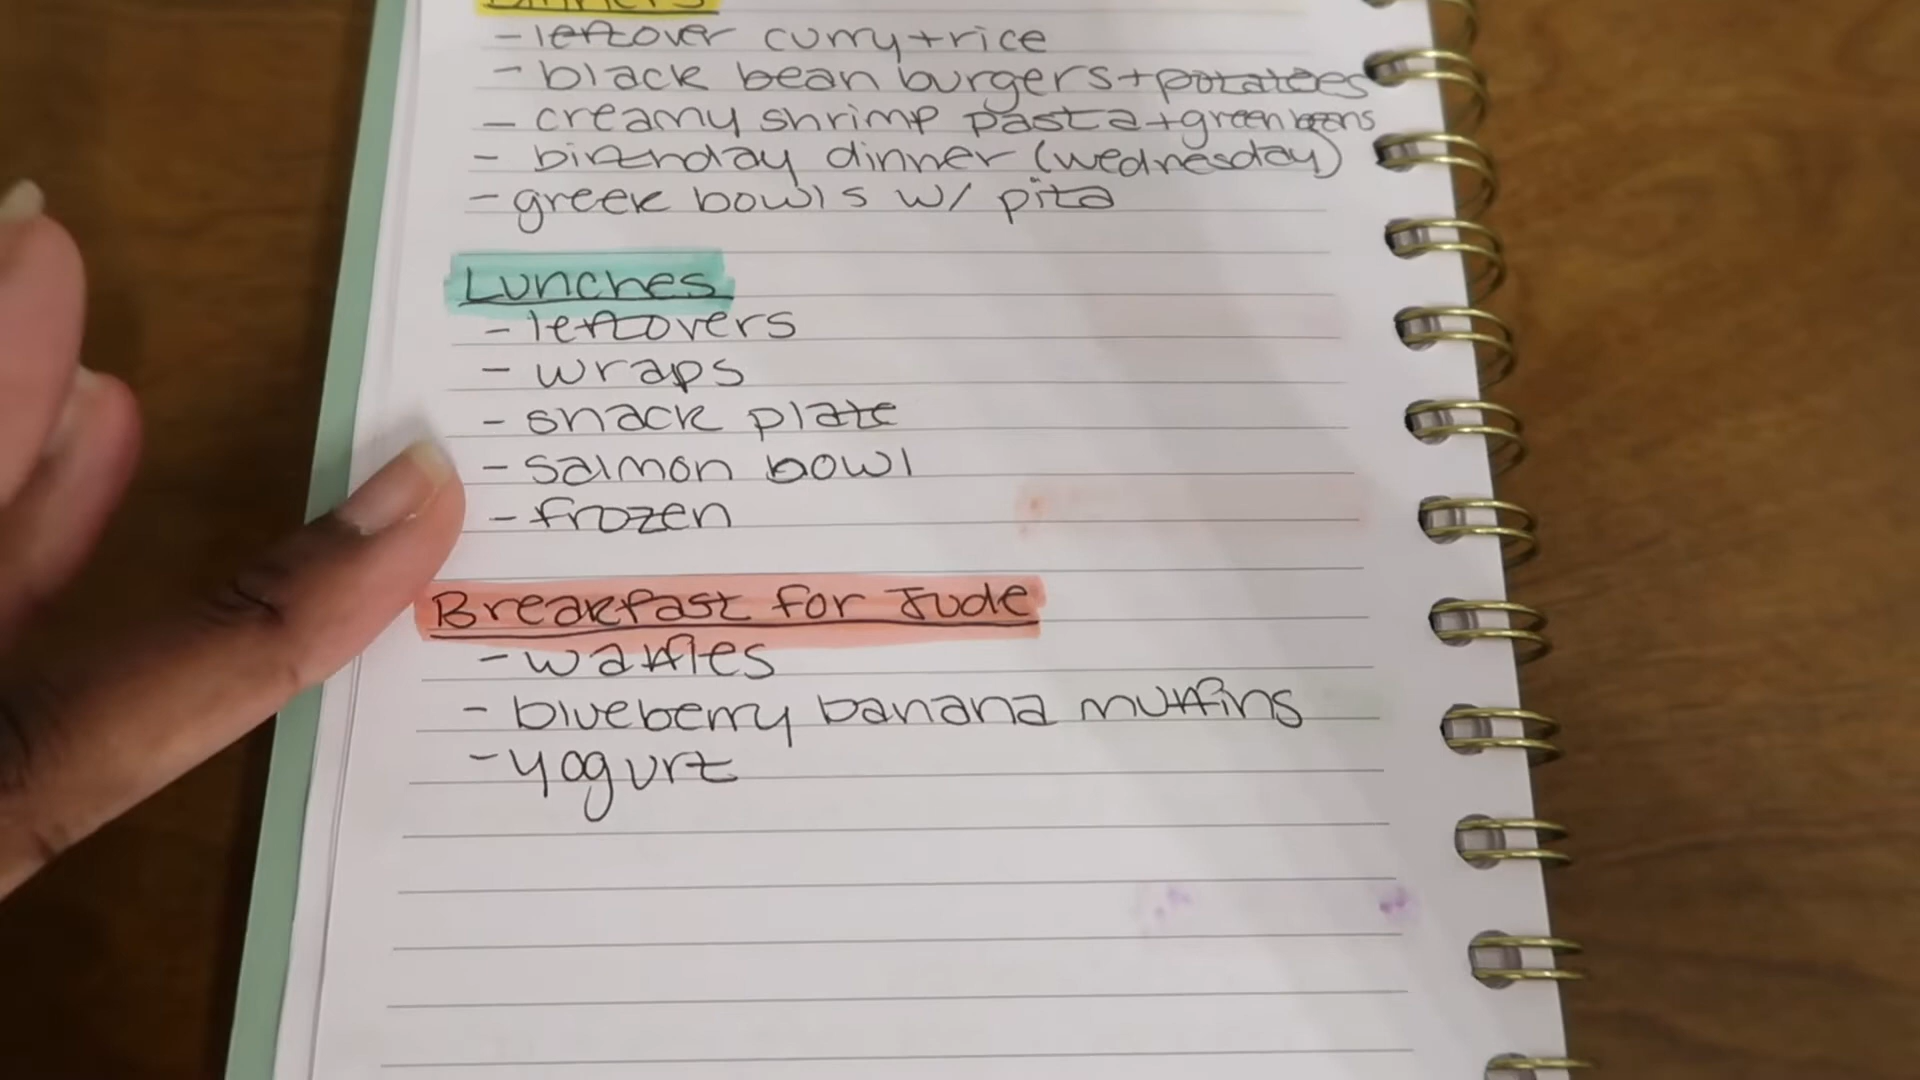 Dinners
- leftover curry + rice
- black bean burgers + potatoes
- creamy shrimp pasta + green beans
- birthday dinner (wednesday)
- greek bowls w/ pita
Lunches
- leftovers
- wraps
- snack plate
- salmon bowl
- frozen
Breakfast for Jude
- waffles
- blueberry banana muffins
- yogurt